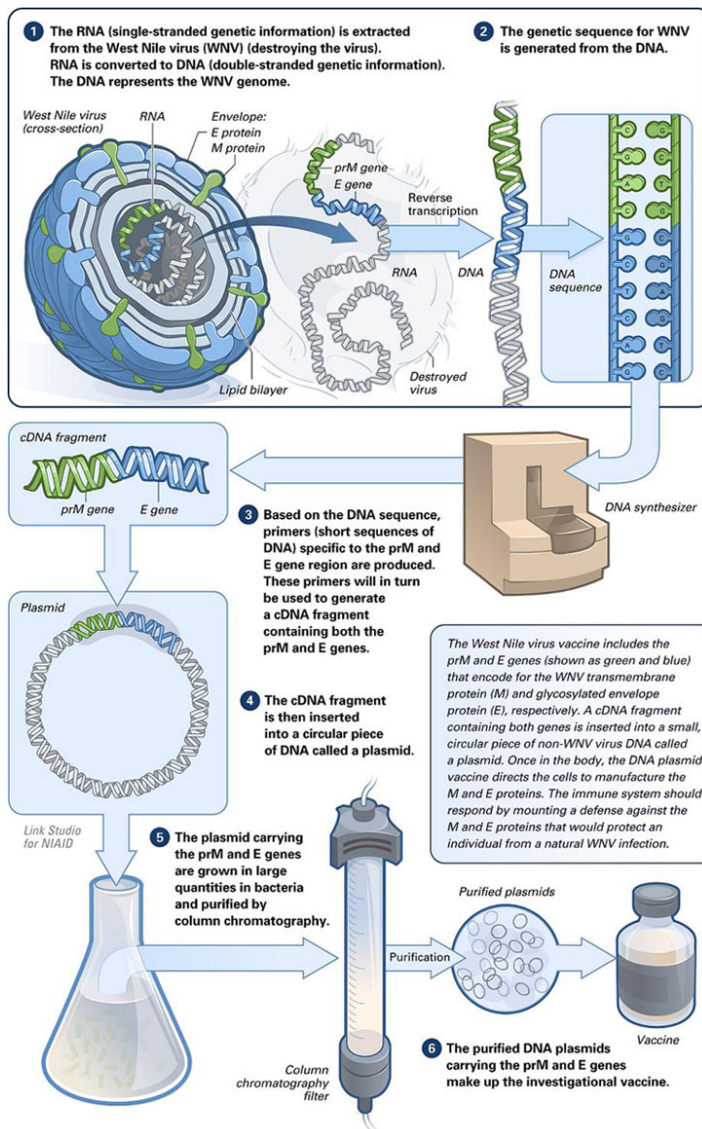 1 The RNA (single-stranded genetic information) is extracted
from the West Nile virus (WNV) (destroying the virus).
RNA is converted to DNA (double-stranded genetic information).
The DNA represents the WNV genome.
2 The genetic sequence for WNV
is generated from the DNA.
West Nile virus
(cross-section)
RNA
Envelope:
E protein
M protein
prM gene
E gene
Reverse
transcription
RNA
DNA
DNA
sequence
Lipid bilayer
Destroyed
virus
C G
G C
A T
C G
C C
C G
T A
C G
A T
G C
cDNA fragment
prM gene
E gene
DNA synthesizer
3 Based on the DNA sequence,
primers (short sequences of
DNA) specific to the prM and
E gene region are produced.
These primers will in turn
be used to generate
a cDNA fragment
containing both the
prM and E genes.
Plasmid
4 The cDNA fragment
is then inserted
into a circular piece
of DNA called a plasmid.
The West Nile virus vaccine includes the
prM and E genes (shown as green and blue)
that encode for the WNV transmembrane
protein (M) and glycosylated envelope
protein (E), respectively. A cDNA fragment
containing both genes is inserted into a small,
circular piece of non-WNV virus DNA called
a plasmid. Once in the body, the DNA plasmid
vaccine directs the cells to manufacture the
M and E proteins. The immune system should
respond by mounting a defense against the
M and E proteins that would protect an
individual from a natural WNV infection.
Link Studio
for NIAID
5 The plasmid carrying
the prM and E genes
are grown in large
quantities in bacteria
and purified by
column chromatography.
Purification
Purified plasmids
Vaccine
Column
chromatography
filter
6 The purified DNA plasmids
carrying the prM and E genes
make up the investigational vaccine.